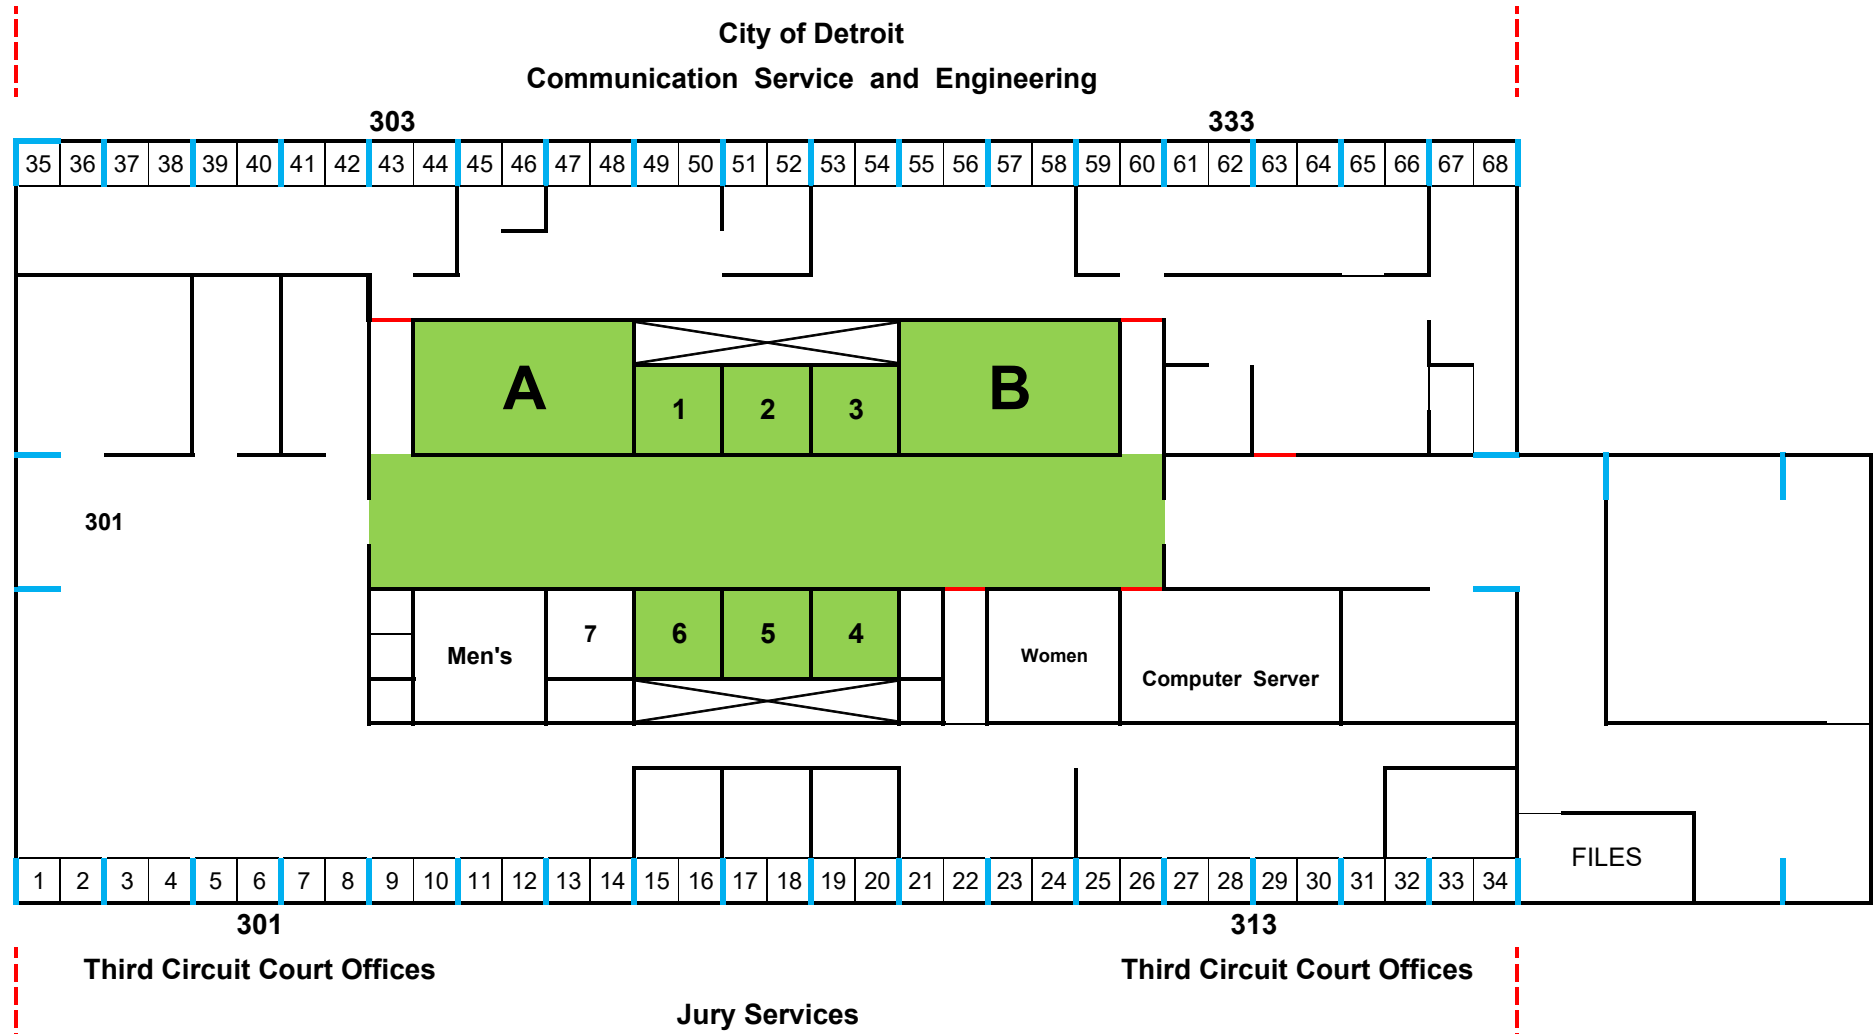 City of Detroit
Communication Service and Engineering
303 333
35 36 37 38 39 40 41 42 43 44 45 46 47 48 49 50 51 52 53 54 55 56 57 58 59 60 61 62 63 64 65 66 67 68
A B
1 2 3
301
7 6 5 4
Men's Women
Computer Server
FILES
1 2 3 4 5 6 7 8 9 10 11 12 13 14 15 16 17 18 19 20 21 22 23 24 25 26 27 28 29 30 31 32 33 34
301 313
Third Circuit Court Offices Third Circuit Court Offices
Jury Services